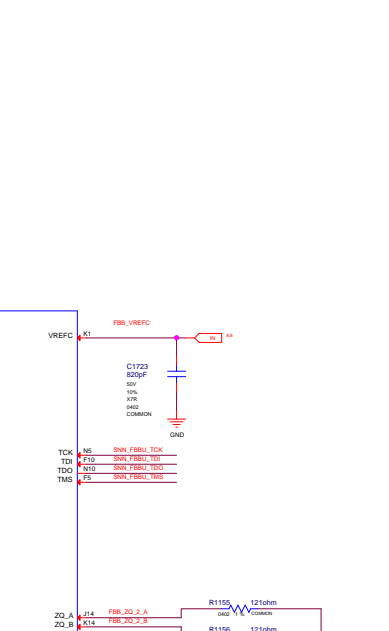 FBB_VREFC
VREFC K1 IN 4,6
C1723
820pF
50V
10%
X7R
0402
COMMON
GND
TCK N5 SNN_FBBU_TCK
TDI F10 SNN_FBBU_TDI
TDO N10 SNN_FBBU_TDO
TMS F5 SNN_FBBU_TMS
R1155 121ohm
ZQ_A J14 FBB_ZQ_2_A 0402 1 % COMMON
ZQ_B K14 FBB_ZQ_2_B
R1156 121ohm